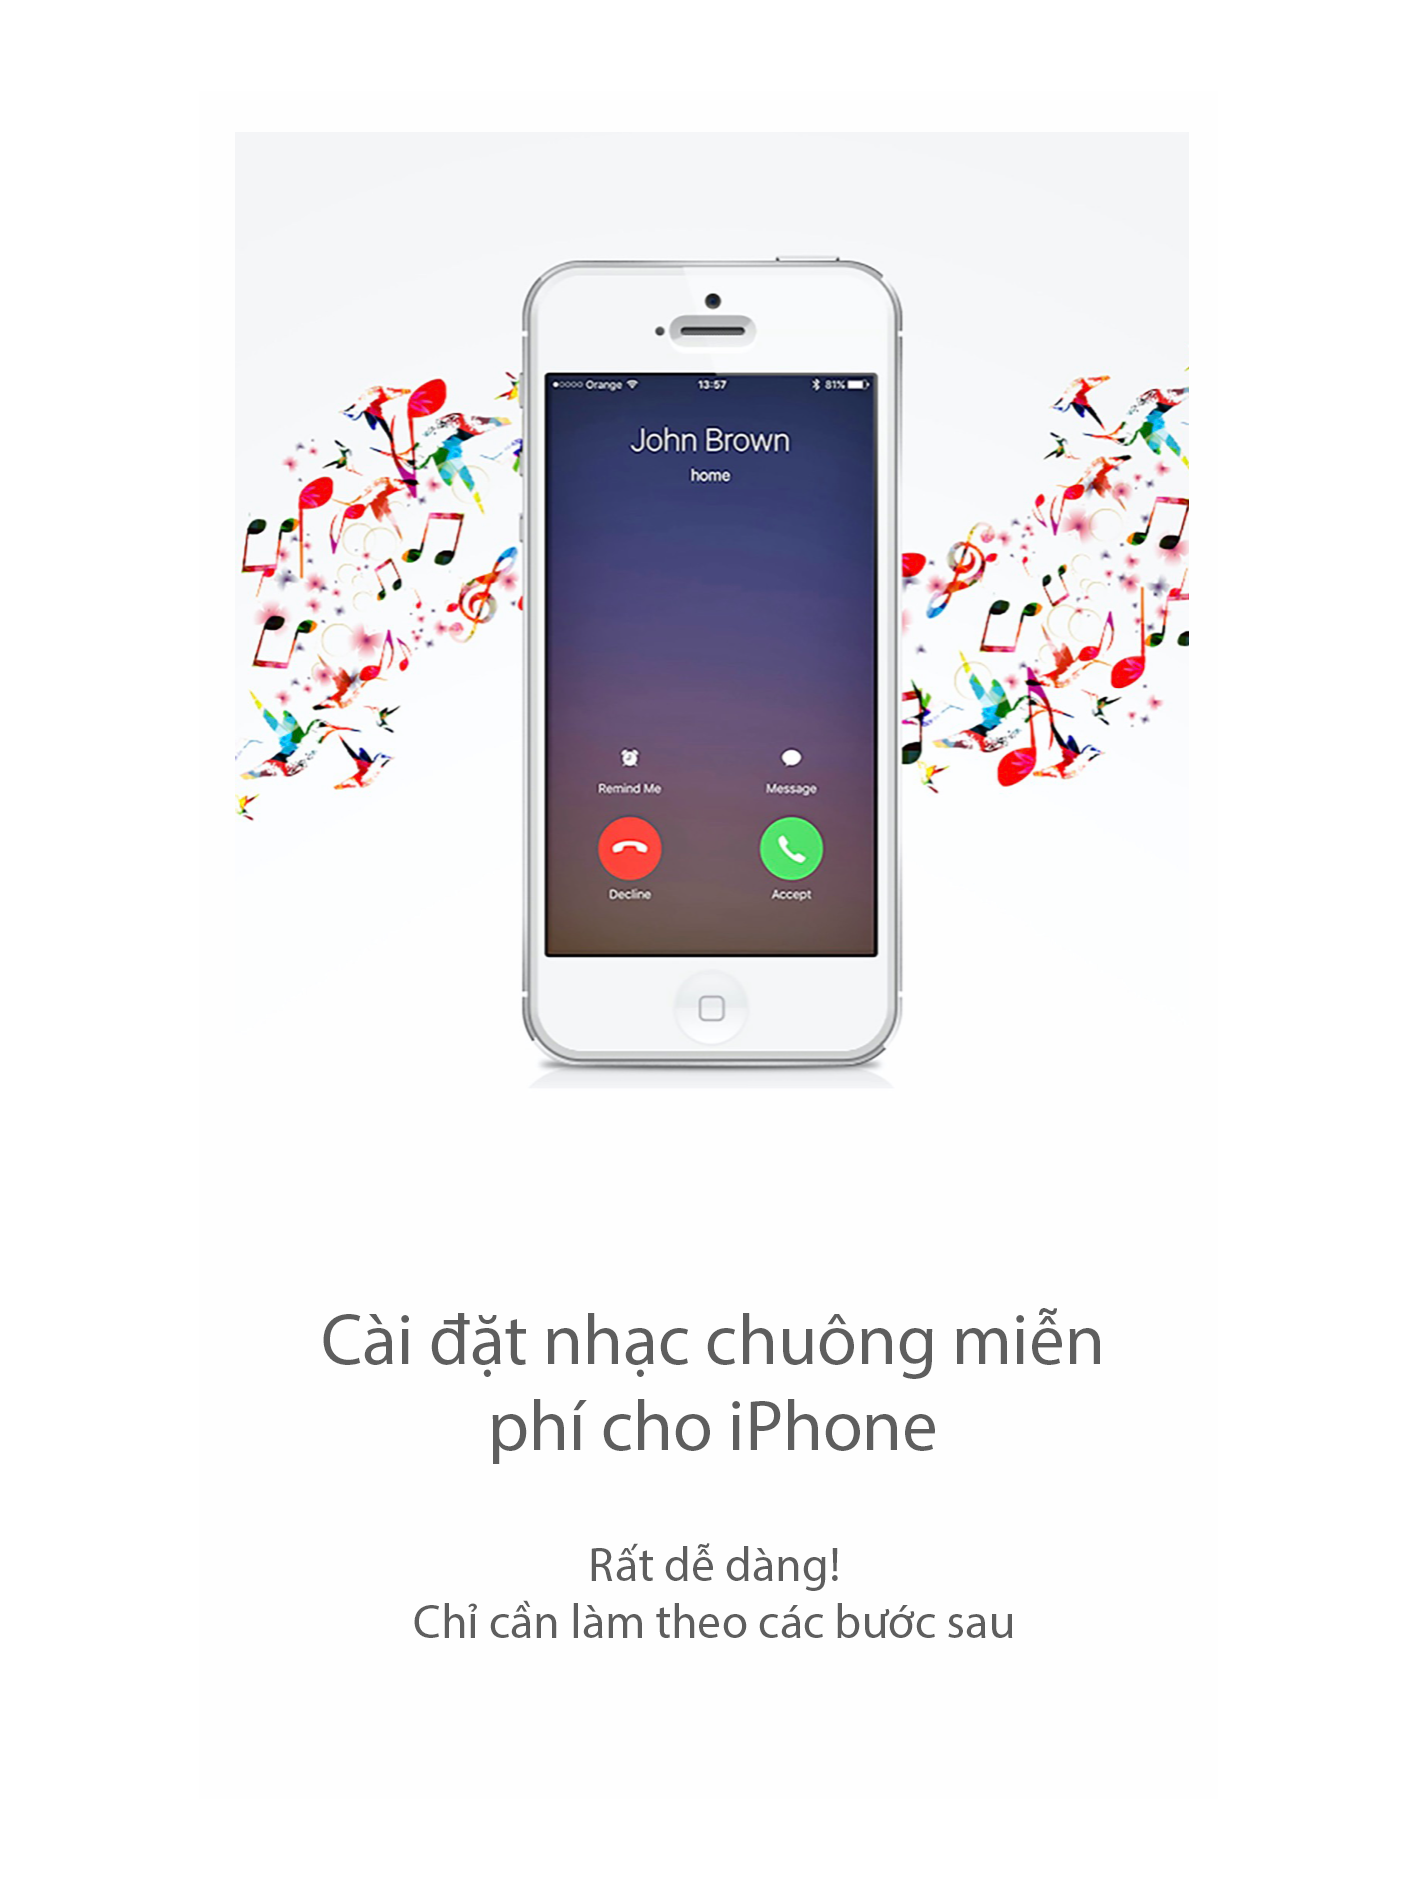 Orange 13:57 81%
John Brown
home
Remind Me Message
Decline Accept
Cài đặt nhạc chuông miễn
phí cho iPhone
Rất dễ dàng!
Chỉ cần làm theo các bước sau